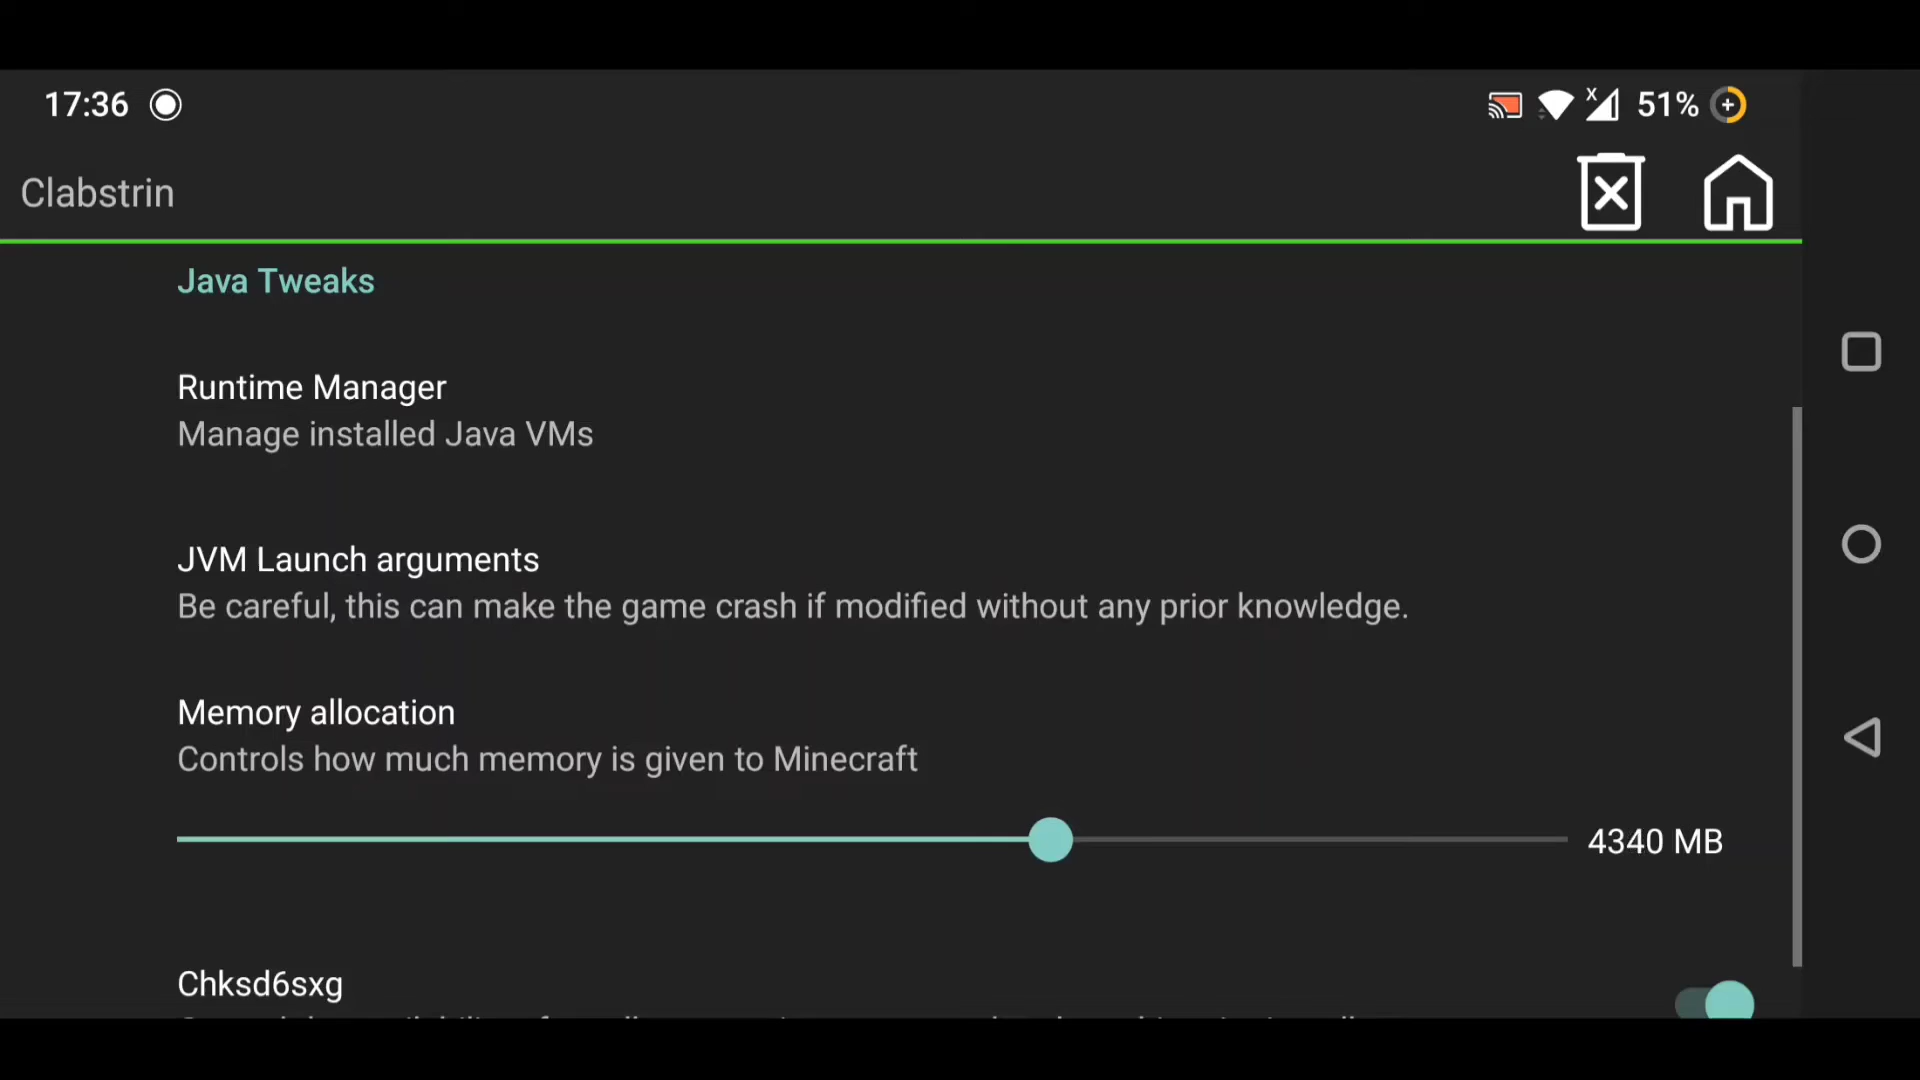 17:36
51%
Clabstrin
Java Tweaks
Runtime Manager
Manage installed Java VMs
JVM Launch arguments
Be careful, this can make the game crash if modified without any prior knowledge.
Memory allocation
Controls how much memory is given to Minecraft
4340 MB
Chksd6sxg